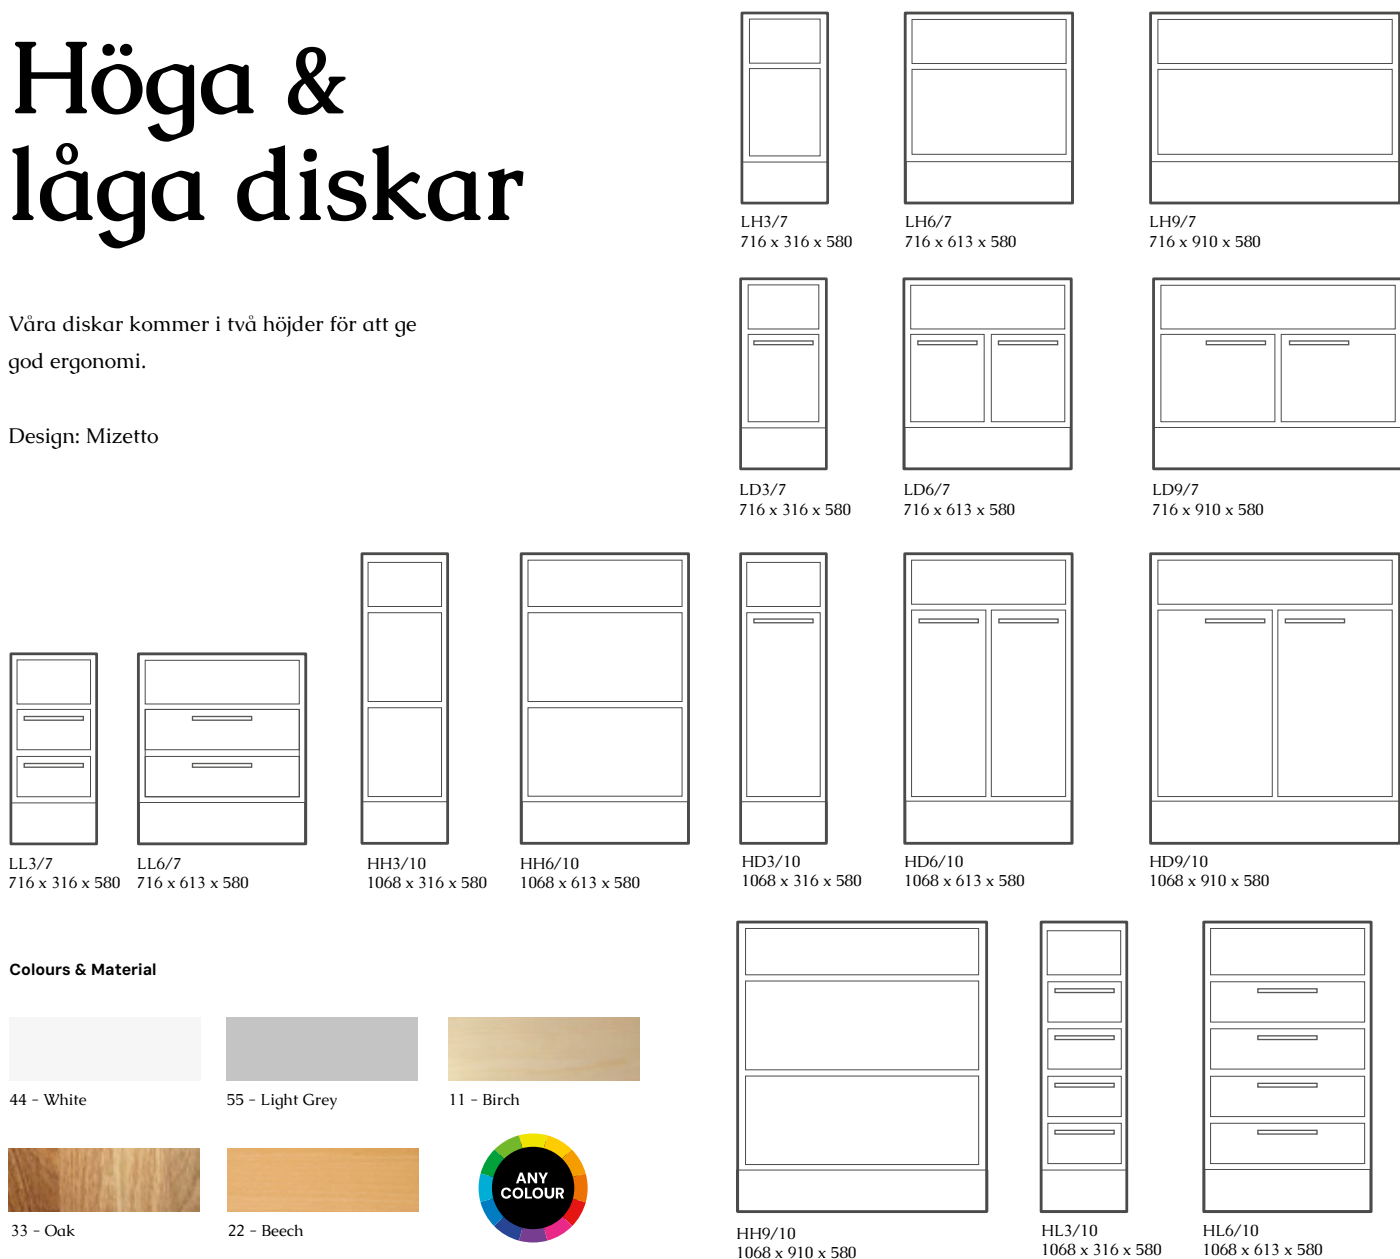 Höga &
låga diskar
Våra diskar kommer i två höjder för att ge
god ergonomi.
Design: Mizetto
LH3/7
716 x 316 x 580
LH6/7
716 x 613 x 580
LH9/7
716 x 910 x 580
LD3/7
716 x 316 x 580
LD6/7
716 x 613 x 580
LD9/7
716 x 910 x 580
LL3/7
716 x 316 x 580
LL6/7
716 x 613 x 580
HH3/10
1068 x 316 x 580
HH6/10
1068 x 613 x 580
HD3/10
1068 x 316 x 580
HD6/10
1068 x 613 x 580
HD9/10
1068 x 910 x 580
Colours & Material
44 - White
55 - Light Grey
11 - Birch
33 - Oak
22 - Beech
ANY
COLOUR
HH9/10
1068 x 910 x 580
HL3/10
1068 x 316 x 580
HL6/10
1068 x 613 x 580